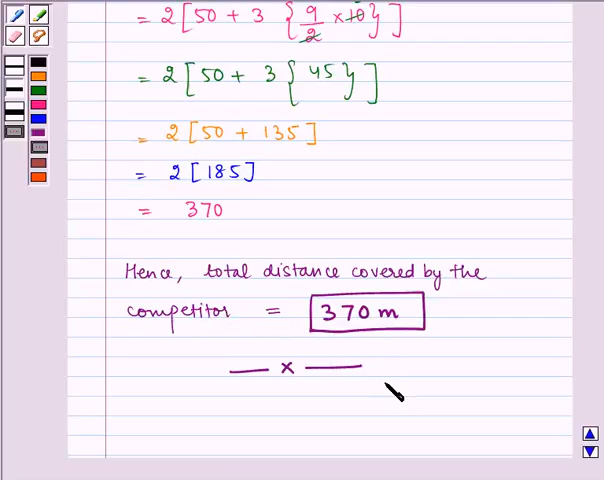 = 2 [ 50 + 3 { 9/2 × 10 } ]
= 2 [ 50 + 3 { 45 } ]
= 2 [ 50 + 135 ]
= 2 [ 185 ]
= 370
Hence, total distance covered by the
competitor = 370 m
— × —